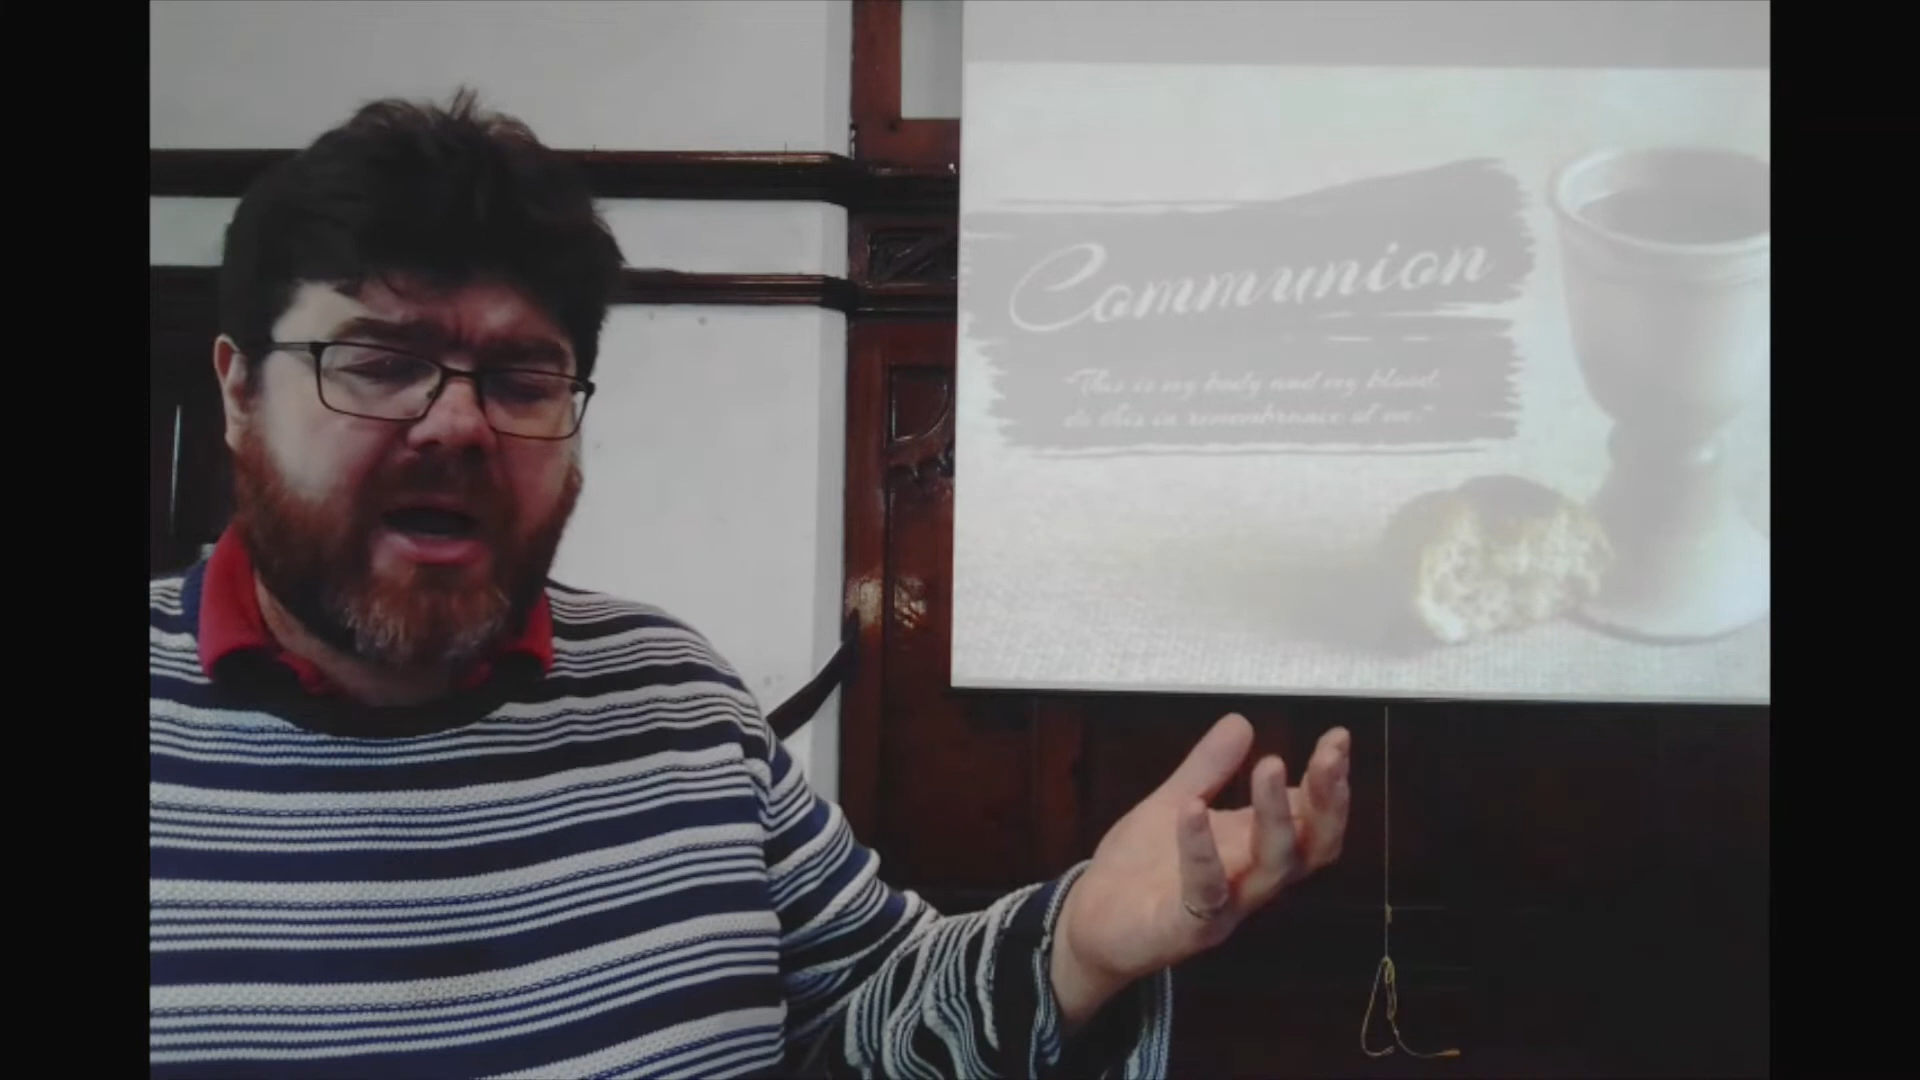 Communion
"This is my body and my blood,
do this in remembrance of me."